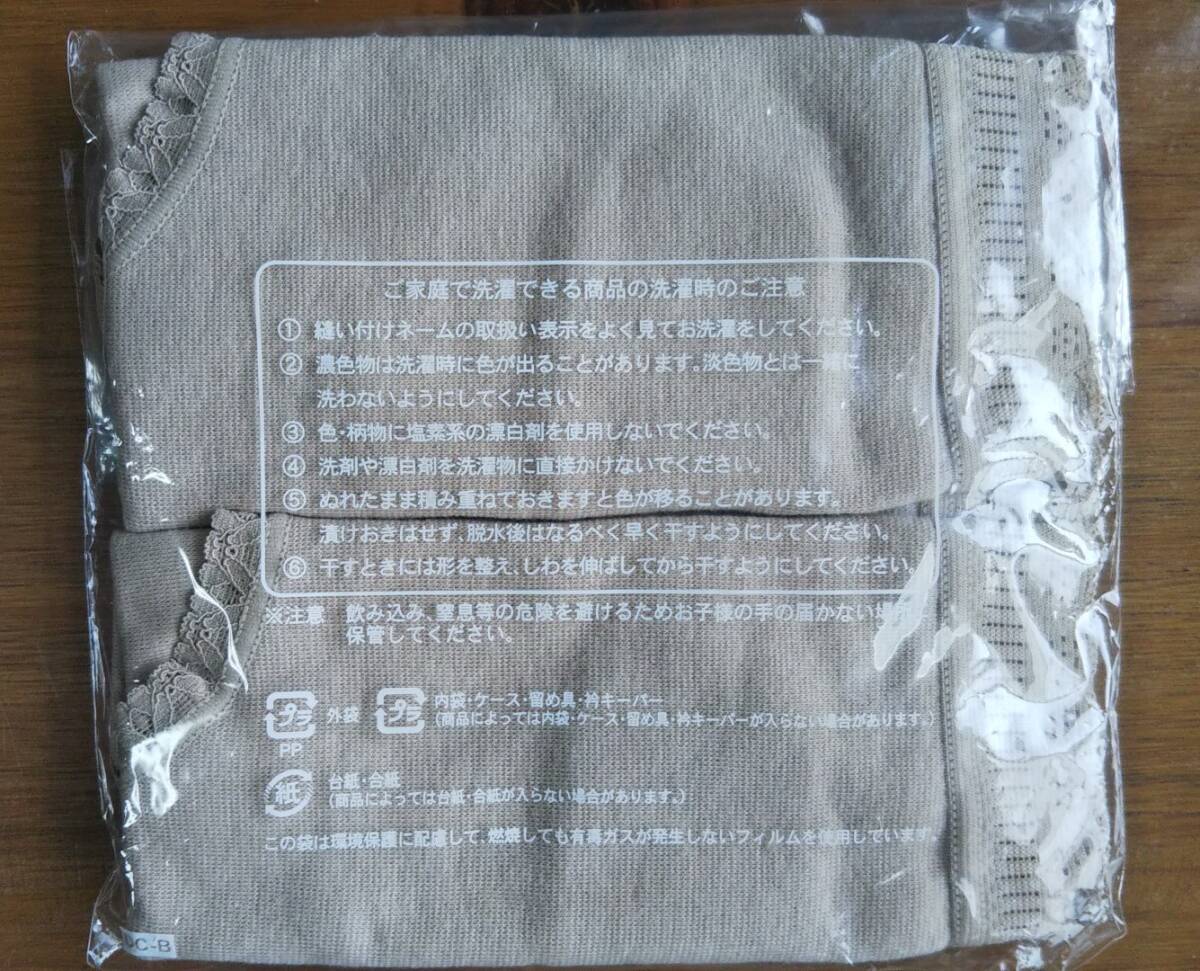 ご家庭で洗濯できる商品の洗濯時のご注意
① 縫い付けネームの取扱い表示をよく見てお洗濯をしてください。
② 濃色物は洗濯時に色が出ることがあります。淡色物とは一緒に
洗わないようにしてください。
③ 色・柄物に塩素系の漂白剤を使用しないでください。
④ 洗剤や漂白剤を洗濯物に直接かけないでください。
⑤ ぬれたまま積み重ねておきますと色が移ることがあります。
漬けおきはせず、脱水後はなるべく早く干すようにしてください。
⑥ 干すときには形を整え、しわを伸ばしてから干すようにしてください。
※注意 飲み込み、窒息等の危険を避けるためお子様の手の届かない場所
保管してください。
プラ 外袋 プラ 内袋・ケース・留め具・衿キーパー
(商品によっては内袋・ケース・留め具・衿キーパーが入らない場合があります。)
PP
紙 台紙・合紙
(商品によっては台紙・合紙が入らない場合があります。)
この袋は環境保護に配慮して、燃焼しても有毒ガスが発生しないフィルムを使用しています。
DC-B